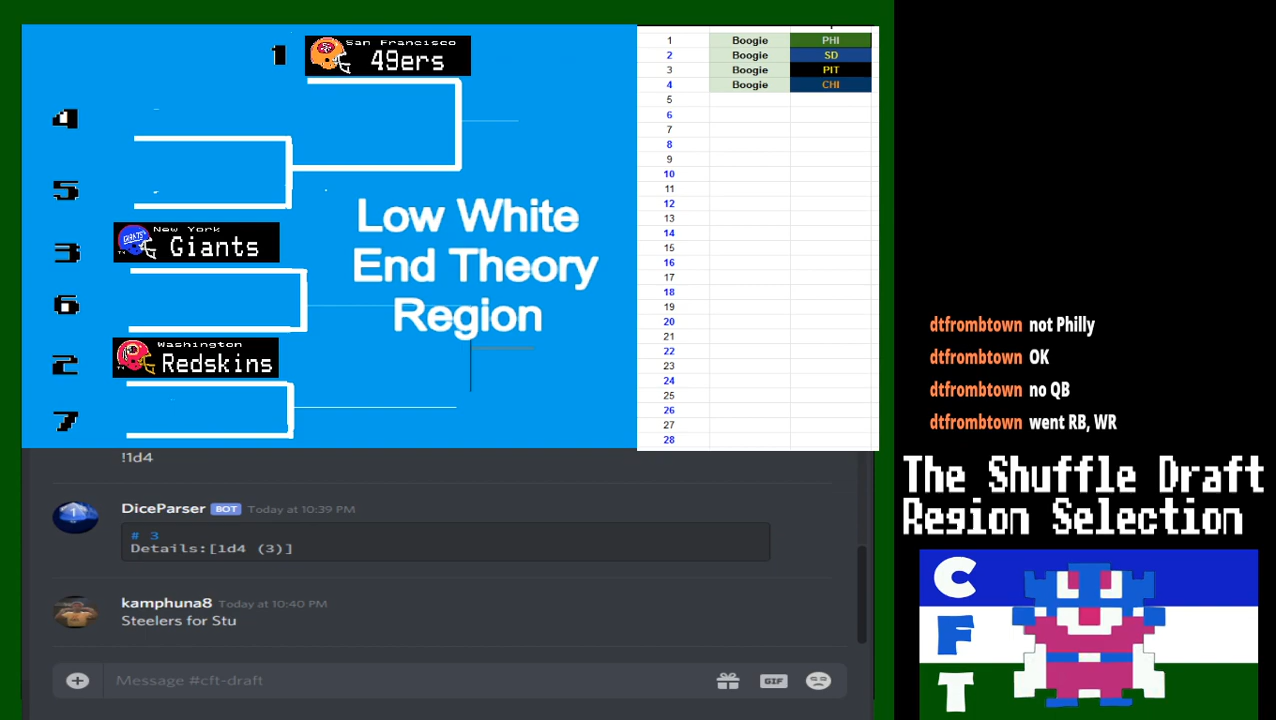 1
San Francisco
49ers
4
5
New York
3 Giants
6
Washington
2 Redskins
7
Low White
End Theory
Region
1 Boogie PHI
2 Boogie SD
3 Boogie PIT
4 Boogie CHI
5
6
7
8
9
10
11
12
13
14
15
16
17
18
19
20
21
22
23
24
25
26
27
28
!1d4
DiceParser BOT Today at 10:39 PM
# 3
Details:[1d4 (3)]
kamphuna8 Today at 10:40 PM
Steelers for Stu
Message #cft-draft
GIF
dtfrombtown not Philly
dtfrombtown OK
dtfrombtown no QB
dtfrombtown went RB, WR
The Shuffle Draft
Region Selection
C
F
T